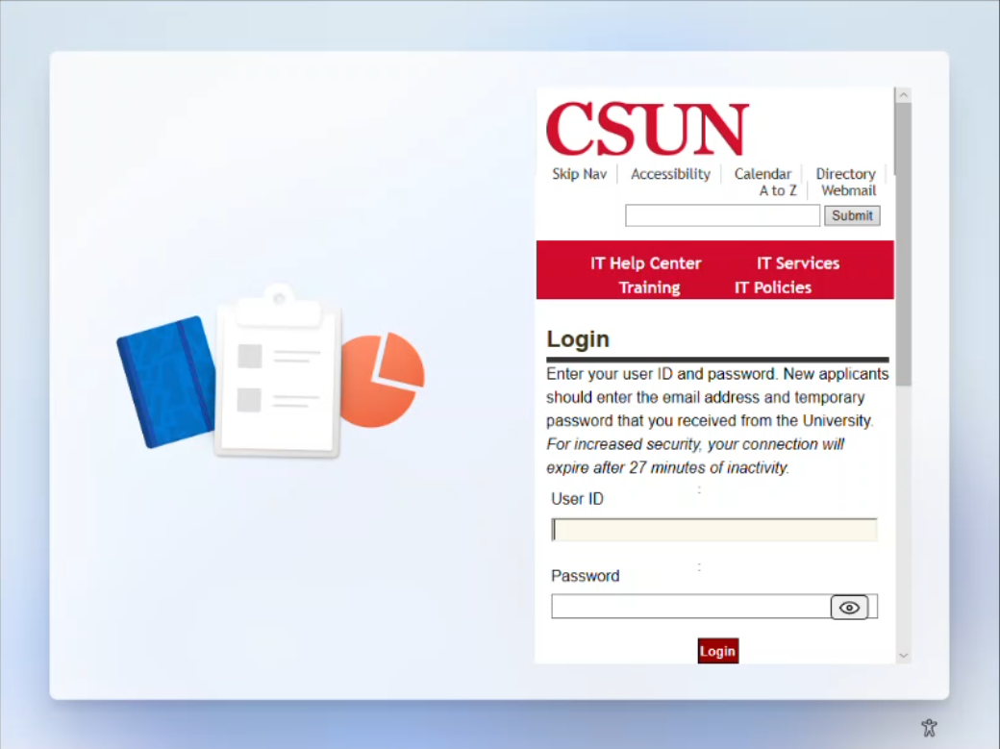 CSUN
Skip Nav Accessibility Calendar Directory
A to Z Webmail
Submit
IT Help Center IT Services
Training IT Policies
Login
Enter your user ID and password. New applicants
should enter the email address and temporary
password that you received from the University.
For increased security, your connection will
expire after 27 minutes of inactivity.
:
User ID
:
Password
Login